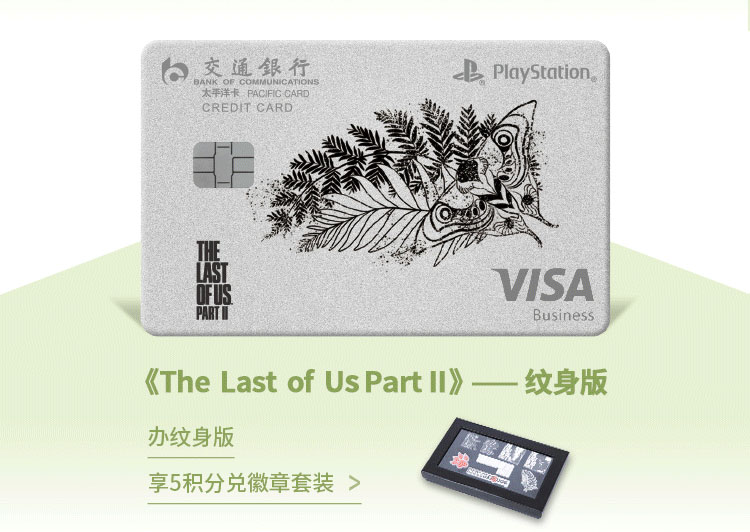 交通銀行
BANK OF COMMUNICATIONS
太平洋卡 PACIFIC CARD
CREDIT CARD
PlayStation®
THE
LAST
OF US
PART II
VISA
Business
《The Last of Us Part II》—— 纹身版
办纹身版
享5积分兑徽章套装 >